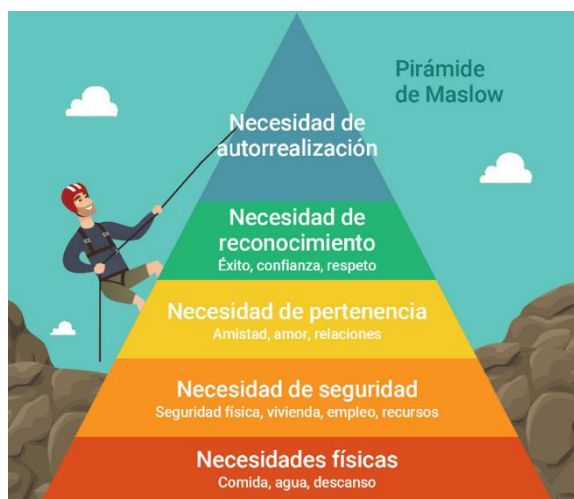 Pirámide
de Maslow
Necesidad de
autorrealización
Necesidad de
reconocimiento
Éxito, confianza, respeto
Necesidad de pertenencia
Amistad, amor, relaciones
Necesidad de seguridad
Seguridad física, vivienda, empleo, recursos
Necesidades físicas
Comida, agua, descanso